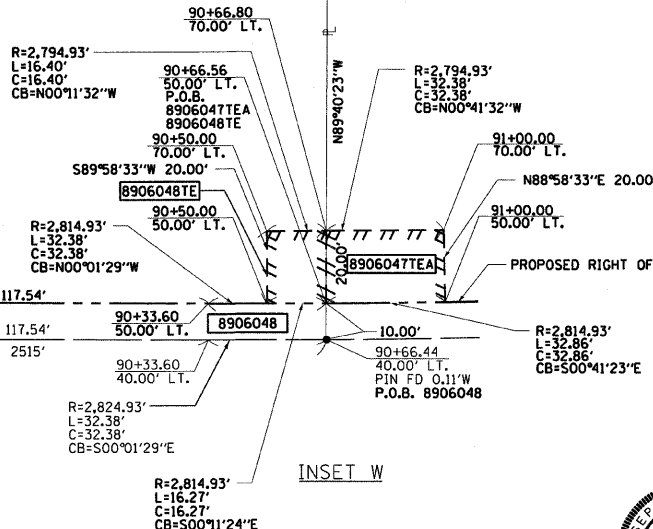 90+66.80
70.00' LT.
R=2,794.93'
L=16.40'
C=16.40'
CB=N00°11'32"W
90+66.56
50.00' LT.
P.O.B.
8906047TEA
8906048TE
N89°40'23"W
R=2,794.93'
L=32.38'
C=32.38'
CB=N00°41'32"W
90+50.00
70.00' LT.
91+00.00
70.00' LT.
S89°58'33"W 20.00'
N88°58'33"E 20.00
8906048TE
90+50.00
50.00' LT.
91+00.00
50.00' LT.
R=2,814.93'
L=32.38'
C=32.38'
CB=N00°01'29"W
20.00'
8906047TEA
PROPOSED RIGHT OF
117.54'
90+33.60
50.00' LT.
8906048
10.00'
117.54'
2515'
R=2,814.93'
L=32.86'
C=32.86'
CB=S00°41'23"E
90+33.60
40.00' LT.
90+66.44
40.00' LT.
PIN FD 0.11'W
P.O.B. 8906048
R=2,824.93'
L=32.38'
C=32.38'
CB=S00°01'29"E
INSET W
R=2,814.93'
L=16.27'
C=16.27'
CB=S00°11'24"E